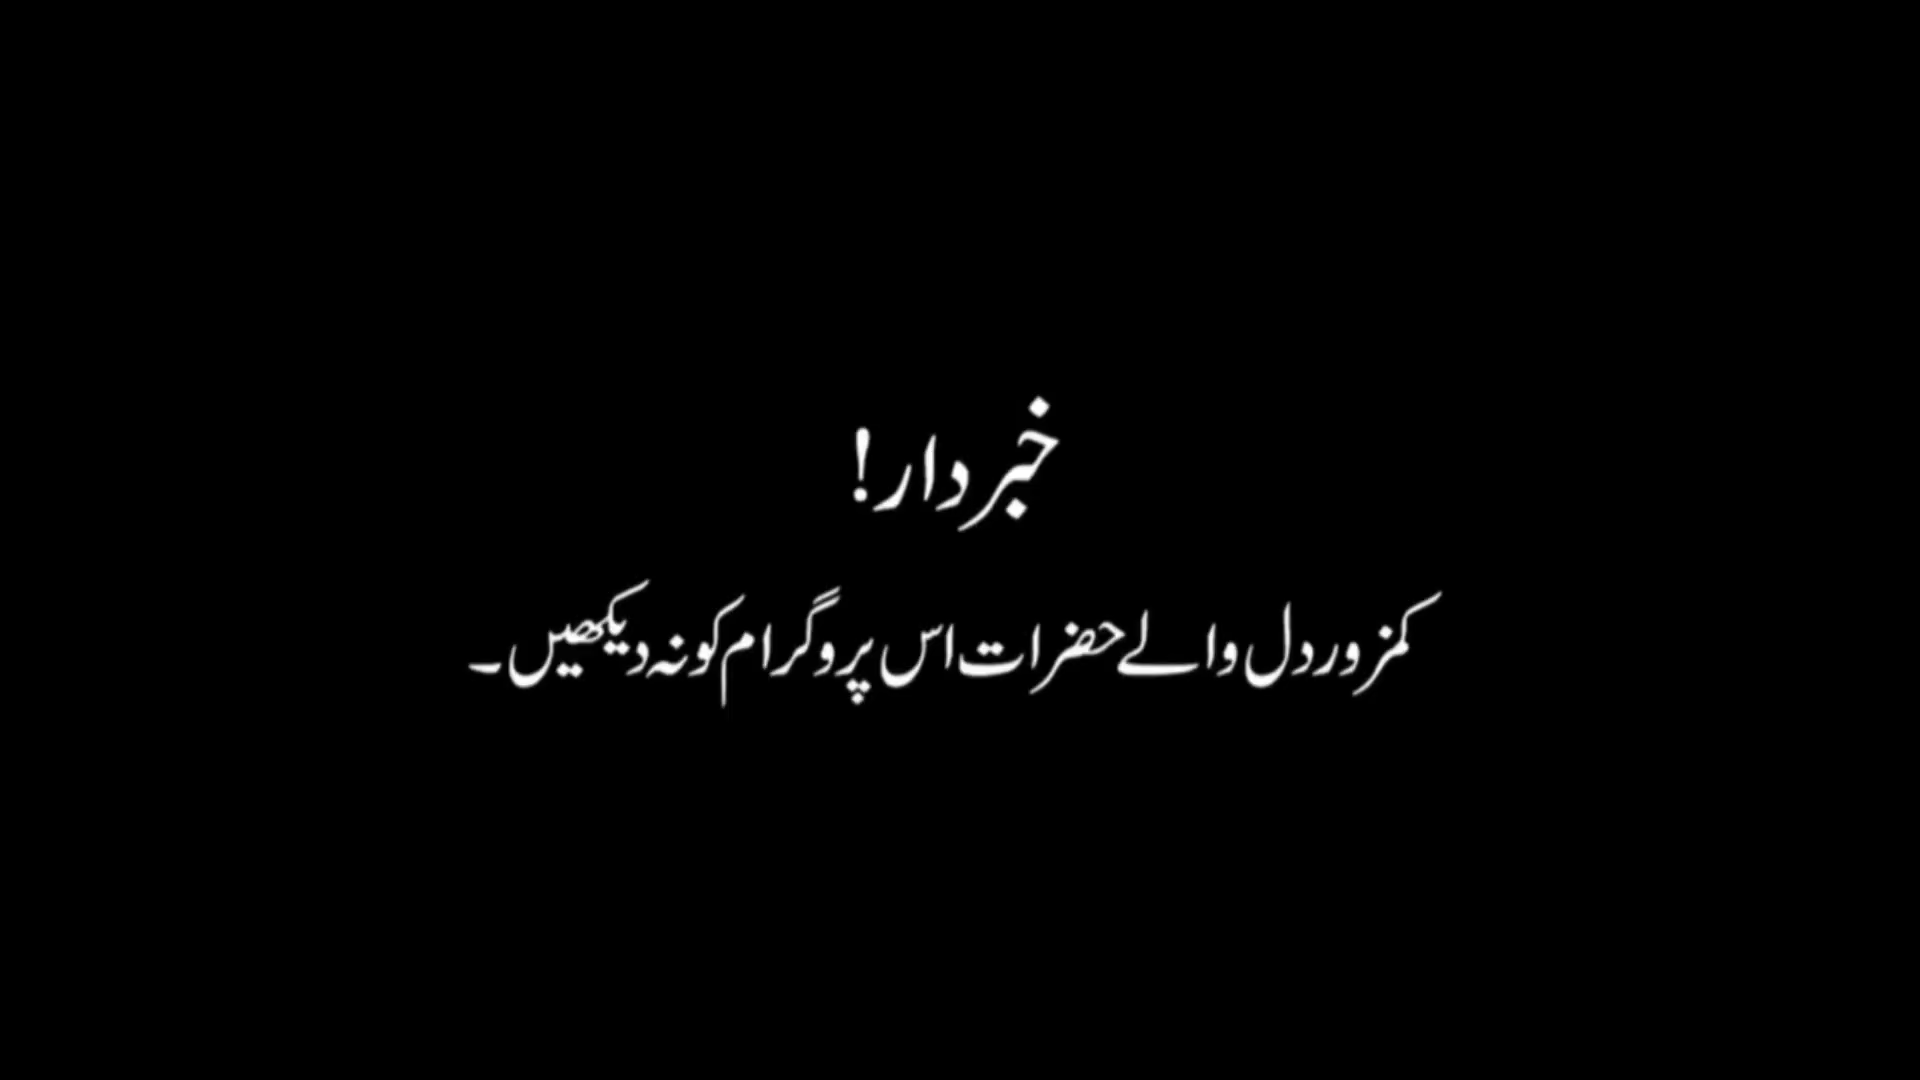 خبردار!
کمزور دل والے حضرات اس پروگرام کو نہ دیکھیں۔